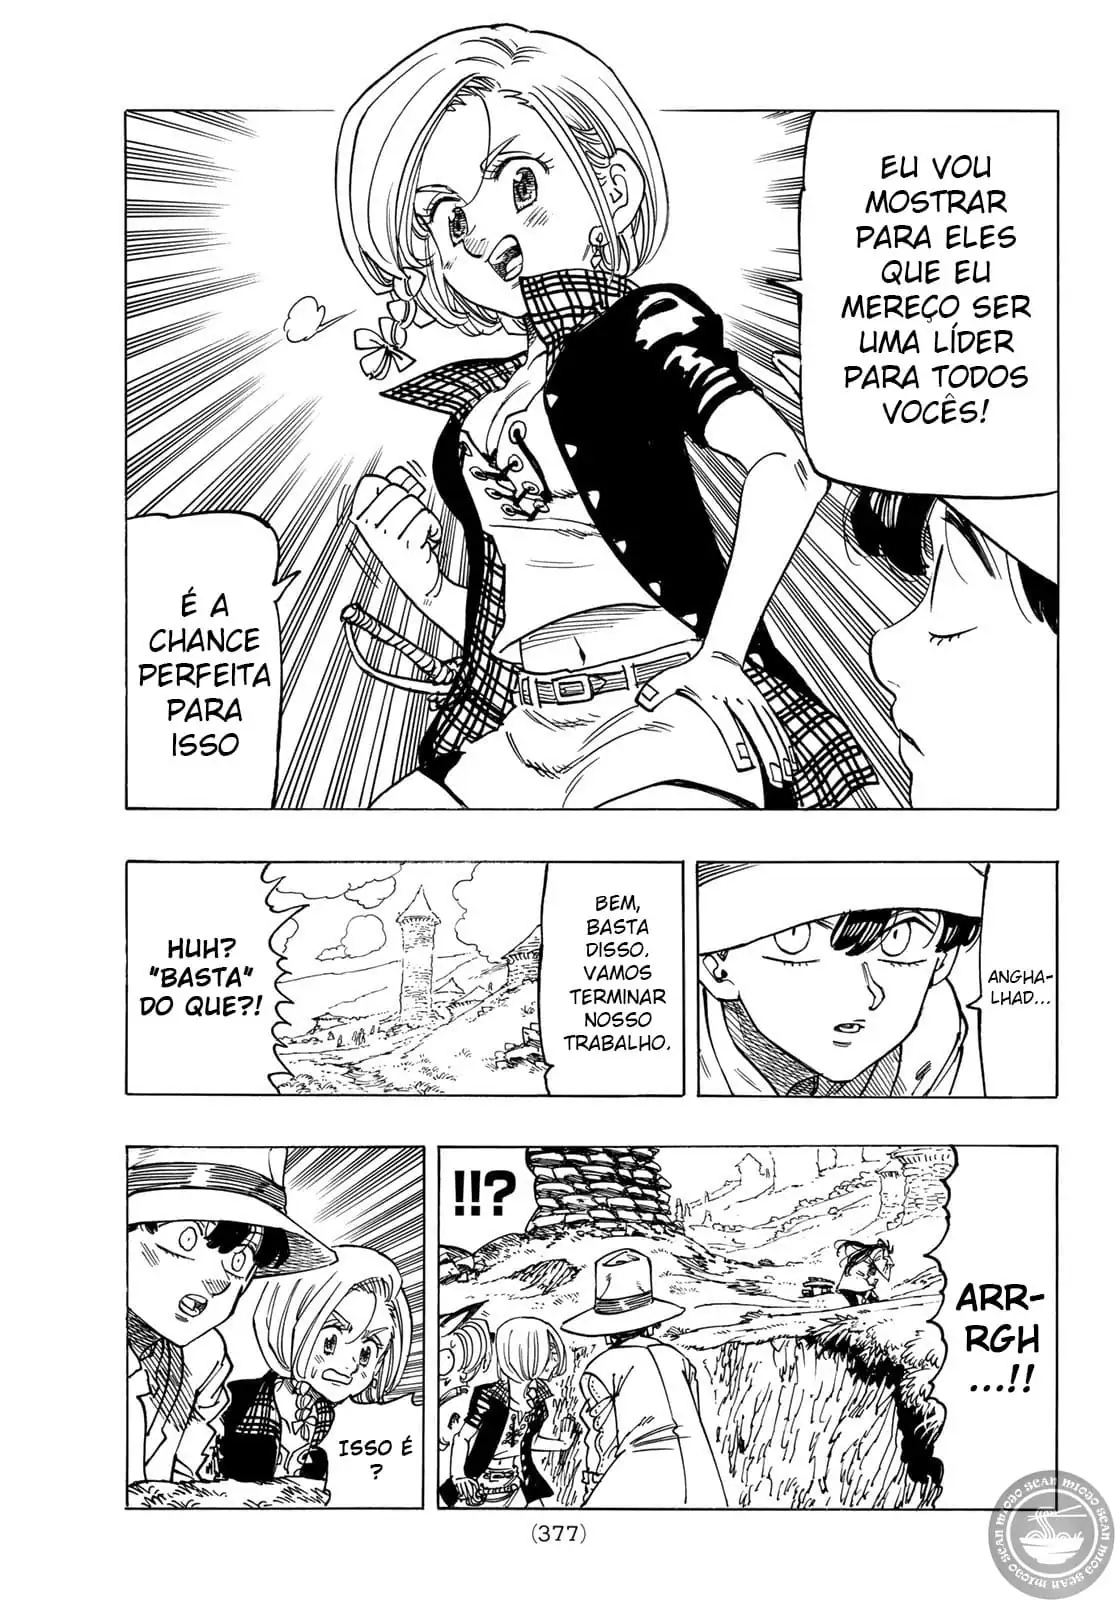 EU VOU
MOSTRAR
PARA ELES
QUE EU
MEREÇO SER
UMA LÍDER
PARA TODOS
VOCÊS!
É A
CHANCE
PERFEITA
PARA
ISSO
ANGHA-
LHAD...
BEM,
BASTA
DISSO.
VAMOS
TERMINAR
NOSSO
TRABALHO.
HUH?
"BASTA"
DO QUE?!
!!?
ARR-
RGH
...!!
ISSO É
?
(377)